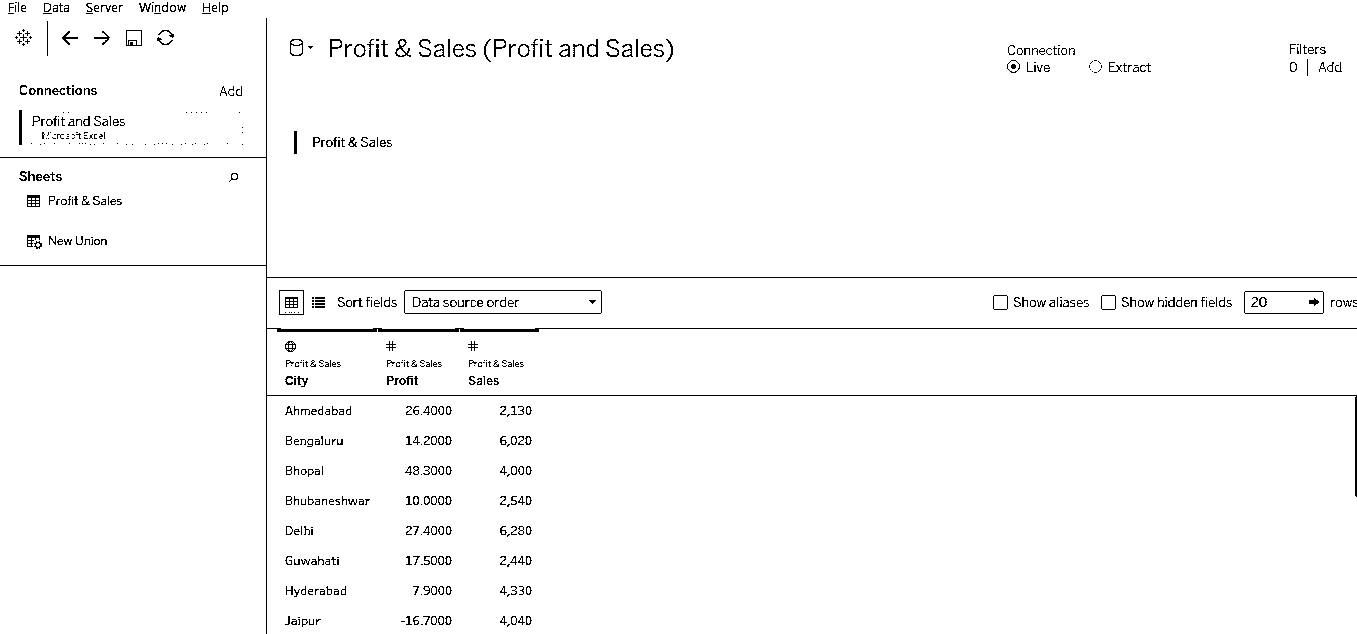 File Data Server Window Help
Profit & Sales (Profit and Sales)
Connection
Live Extract
Filters
0 Add
Connections Add
Profit and Sales
Microsoft Excel
Profit & Sales
Sheets
Profit & Sales
New Union
Sort fields Data source order Show aliases Show hidden fields 20 rows
Profit & Sales Profit & Sales Profit & Sales
City Profit Sales
Ahmedabad 26.4000 2,130
Bengaluru 14.2000 6,020
Bhopal 48.3000 4,000
Bhubaneshwar 10.0000 2,540
Delhi 27.4000 6,280
Guwahati 17.5000 2,440
Hyderabad 7.9000 4,330
Jaipur -16.7000 4,040